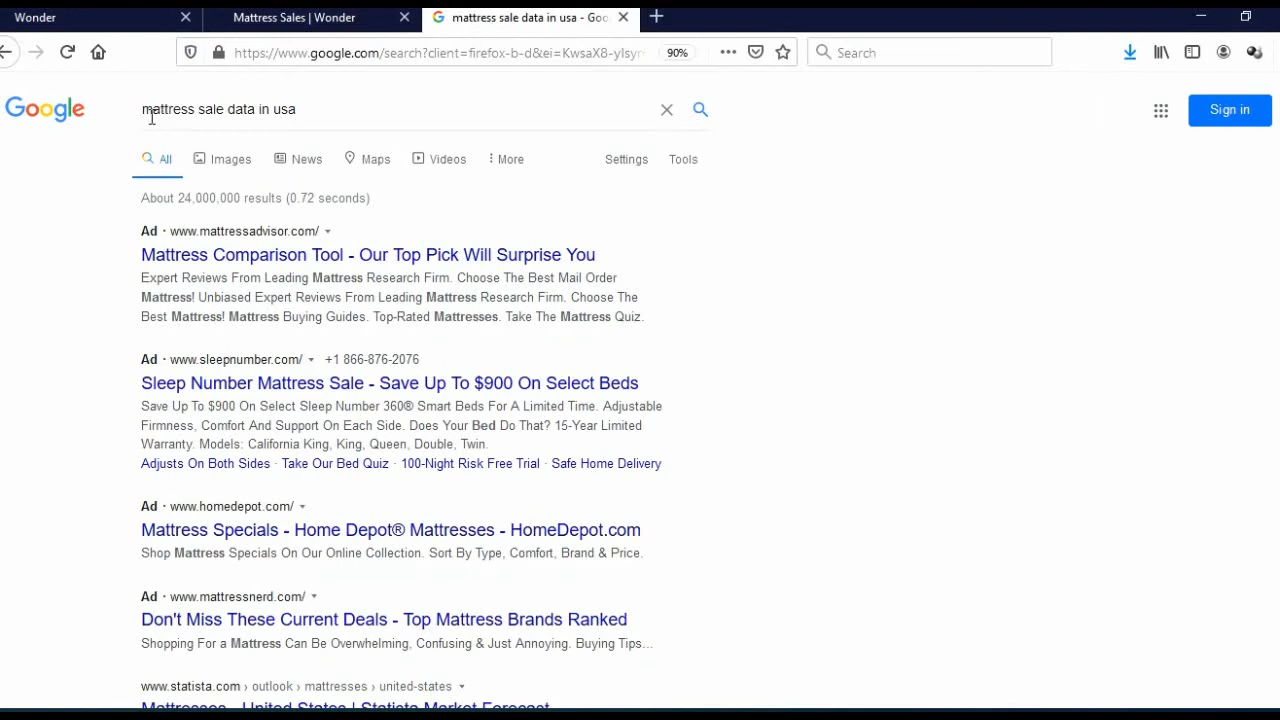 Wonder
Mattress Sales | Wonder
mattress sale data in usa - Goo
https://www.google.com/search?client=firefox-b-d&ei=KwsaX8-ylsyr
90%
Search
Google
mattress sale data in usa
Sign in
All
Images
News
Maps
Videos
More
Settings
Tools
About 24,000,000 results (0.72 seconds)
Ad · www.mattressadvisor.com/
Mattress Comparison Tool - Our Top Pick Will Surprise You
Expert Reviews From Leading Mattress Research Firm. Choose The Best Mail Order
Mattress! Unbiased Expert Reviews From Leading Mattress Research Firm. Choose The
Best Mattress! Mattress Buying Guides. Top-Rated Mattresses. Take The Mattress Quiz.
Ad · www.sleepnumber.com/ +1 866-876-2076
Sleep Number Mattress Sale - Save Up To $900 On Select Beds
Save Up To $900 On Select Sleep Number 360® Smart Beds For A Limited Time. Adjustable
Firmness, Comfort And Support On Each Side. Does Your Bed Do That? 15-Year Limited
Warranty. Models: California King, King, Queen, Double, Twin.
Adjusts On Both Sides · Take Our Bed Quiz · 100-Night Risk Free Trial · Safe Home Delivery
Ad · www.homedepot.com/
Mattress Specials - Home Depot® Mattresses - HomeDepot.com
Shop Mattress Specials On Our Online Collection. Sort By Type, Comfort, Brand & Price.
Ad · www.mattressnerd.com/
Don't Miss These Current Deals - Top Mattress Brands Ranked
Shopping For a Mattress Can Be Overwhelming, Confusing & Just Annoying. Buying Tips...
www.statista.com › outlook › mattresses › united-states
Mattresses - United States | Statista Market Forecast